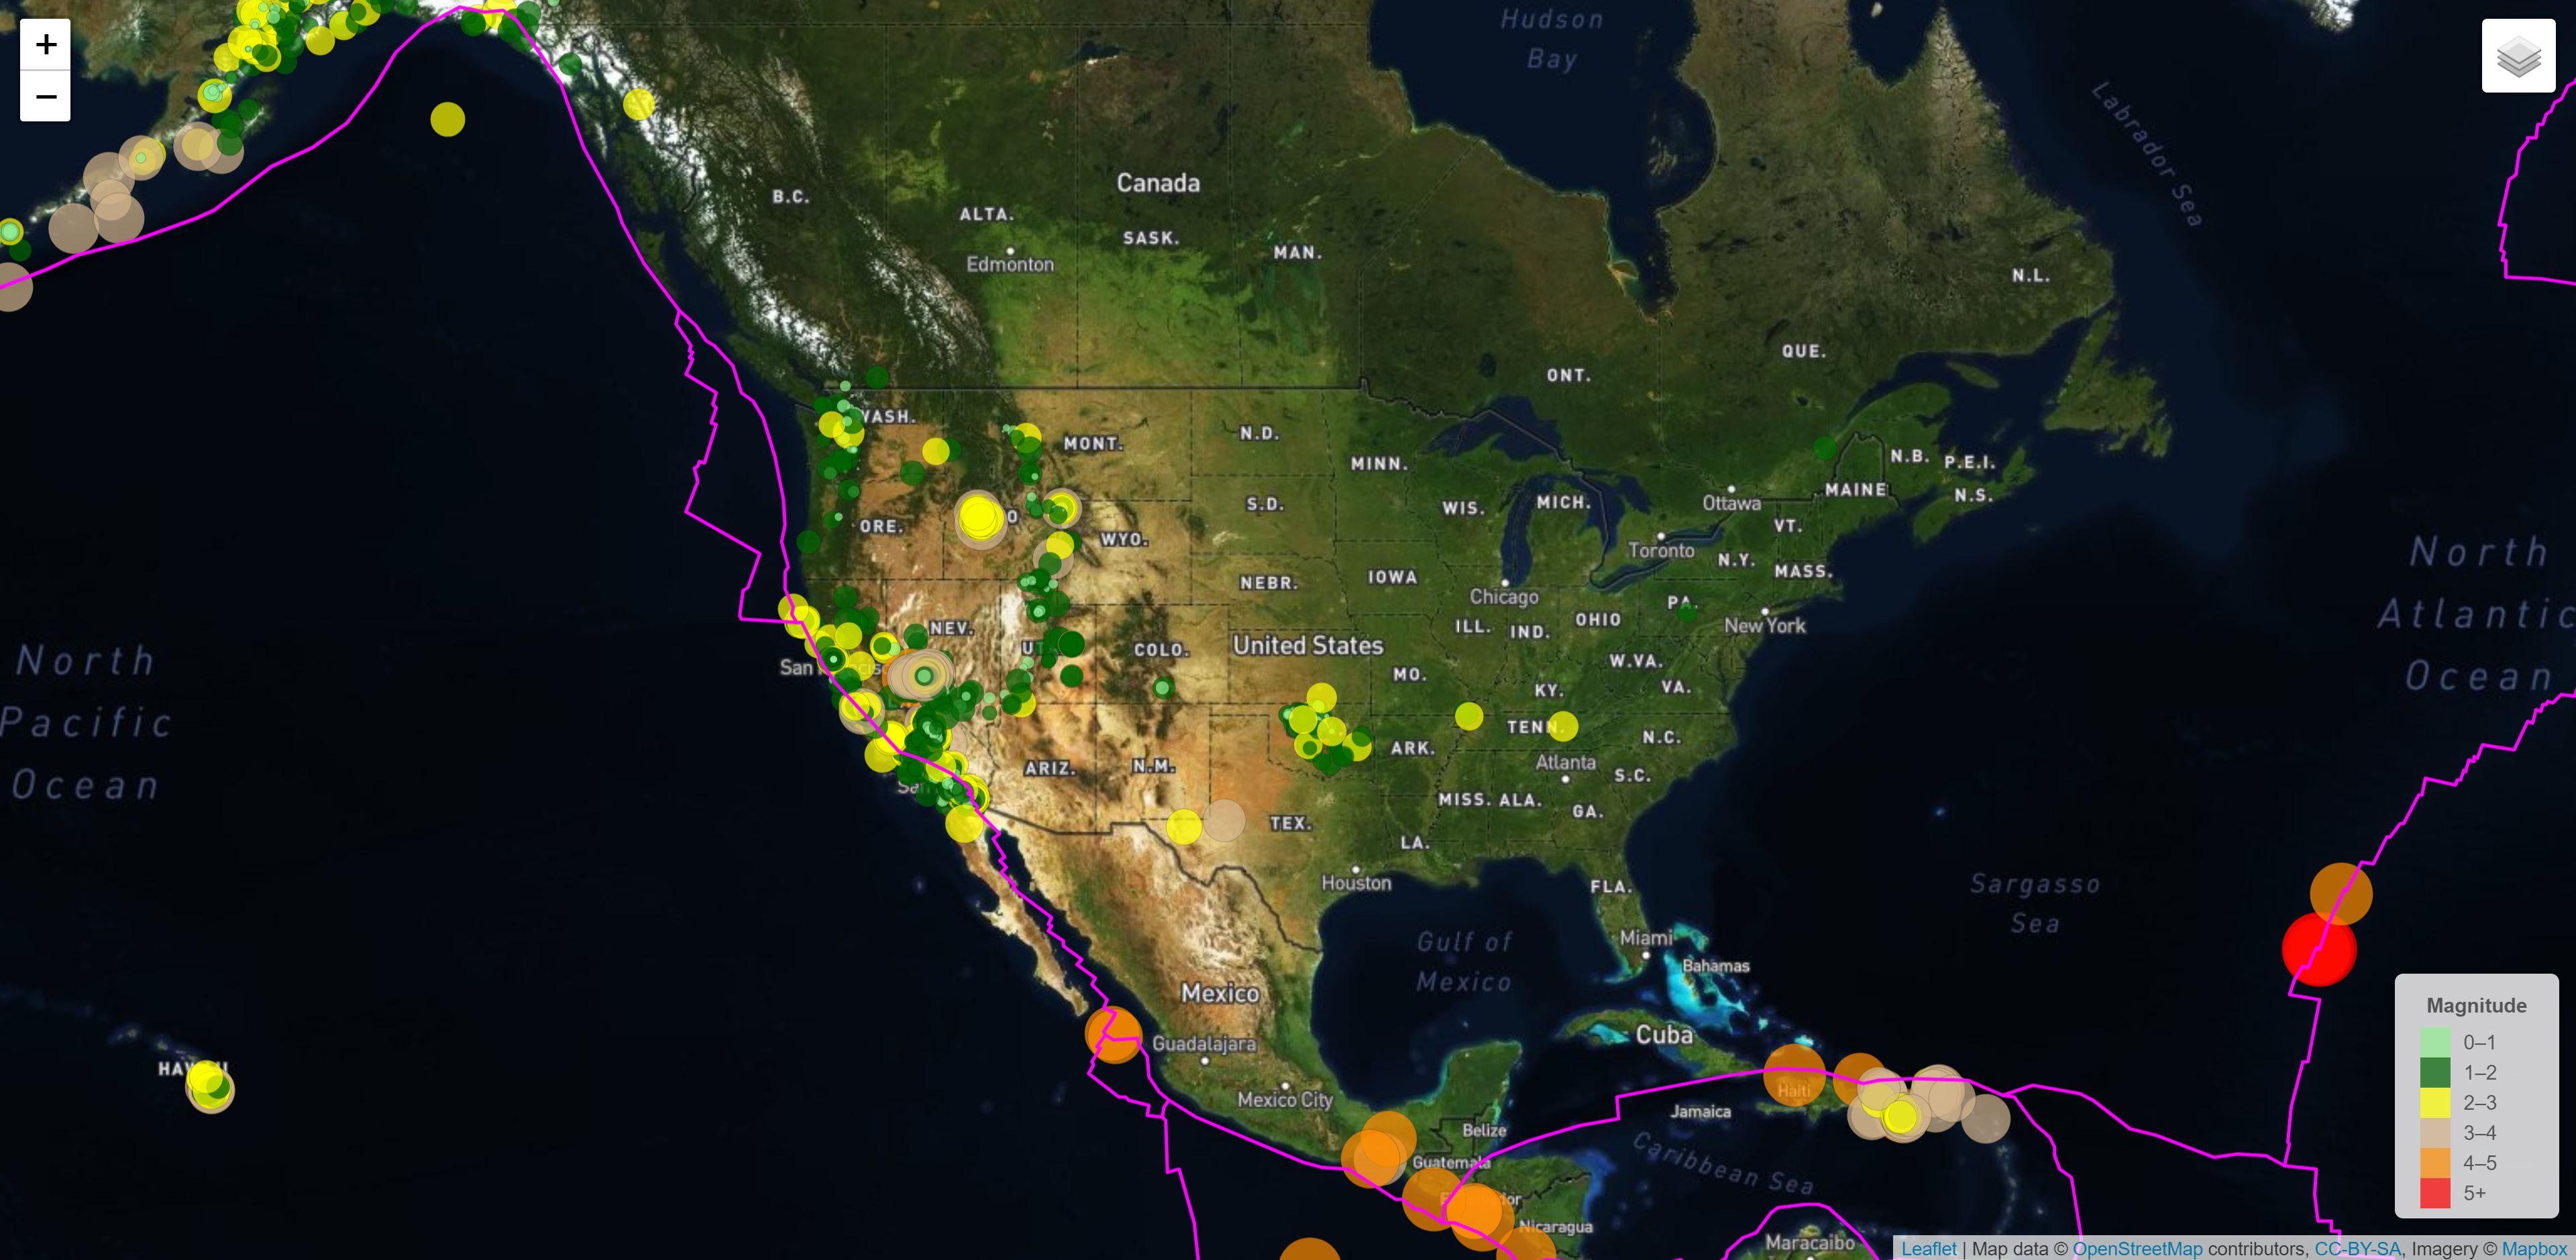 +
−
Hudson
Bay
Labrador Sea
Canada
B.C.
ALTA.
SASK.
MAN.
Edmonton
N.L.
QUE.
ONT.
WASH.
MONT.
N.D.
MINN.
N.B.
P.E.I.
MAINE
N.S.
Ottawa
S.D.
WIS.
MICH.
ORE.
O
WYO.
VT.
Toronto
N.Y.
MASS.
NEBR.
IOWA
Chicago
PA.
OHIO
New York
ILL.
IND.
NEV.
UT
COLO.
United States
San
cis
W.VA.
MO.
KY.
VA.
TENN.
N.C.
ARK.
ARIZ.
N.M.
Atlanta
S.C.
San
MISS.
ALA.
GA.
TEX.
LA.
Houston
FLA.
North
Pacific
Ocean
North
Atlantic
Ocean
Sargasso
Sea
Gulf of
Mexico
Miami
Bahamas
Mexico
Cuba
Guadalajara
HAW
U
Haiti
Mexico City
Jamaica
Belize
Guatemala
Caribbean Sea
dor
Nicaragua
Maracaibo
Magnitude
0–1
1–2
2–3
3–4
4–5
5+
Leaflet | Map data © OpenStreetMap contributors, CC-BY-SA, Imagery © Mapbox